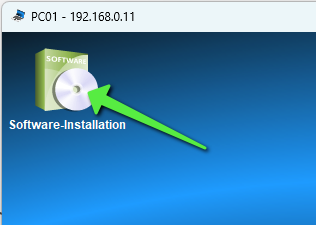 PC01 - 192.168.0.11
SOFTWARE
Software-Installation